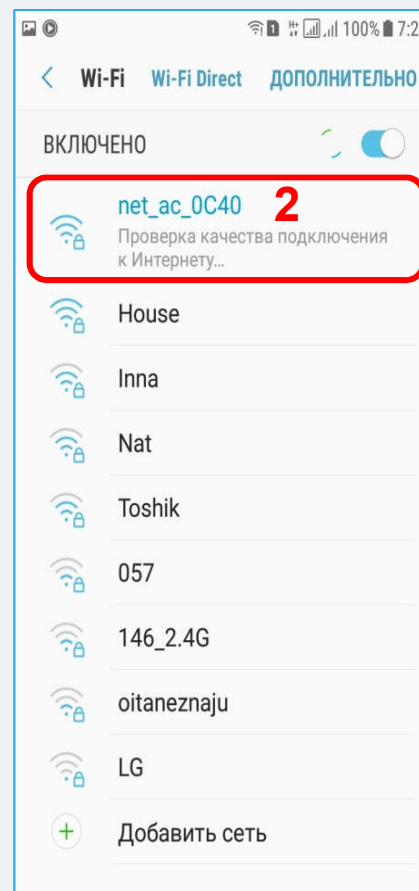 1 H+ 100% 7:2
Wi-Fi Wi-Fi Direct ДОПОЛНИТЕЛЬНО
ВКЛЮЧЕНО
net_ac_0C40 2
Проверка качества подключения
к Интернету...
House
Inna
Nat
Toshik
057
146_2.4G
oitaneznaju
LG
Добавить сеть